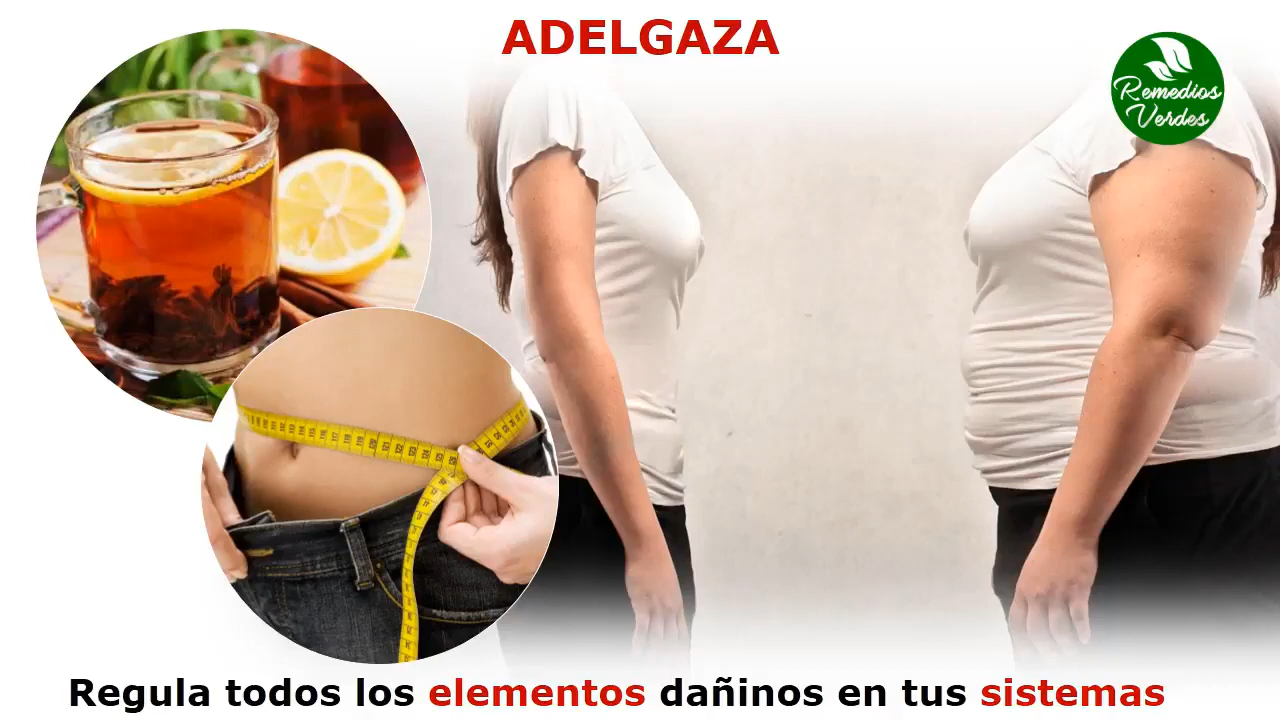 ADELGAZA
Remedios
Verdes
Regula todos los elementos dañinos en tus sistemas